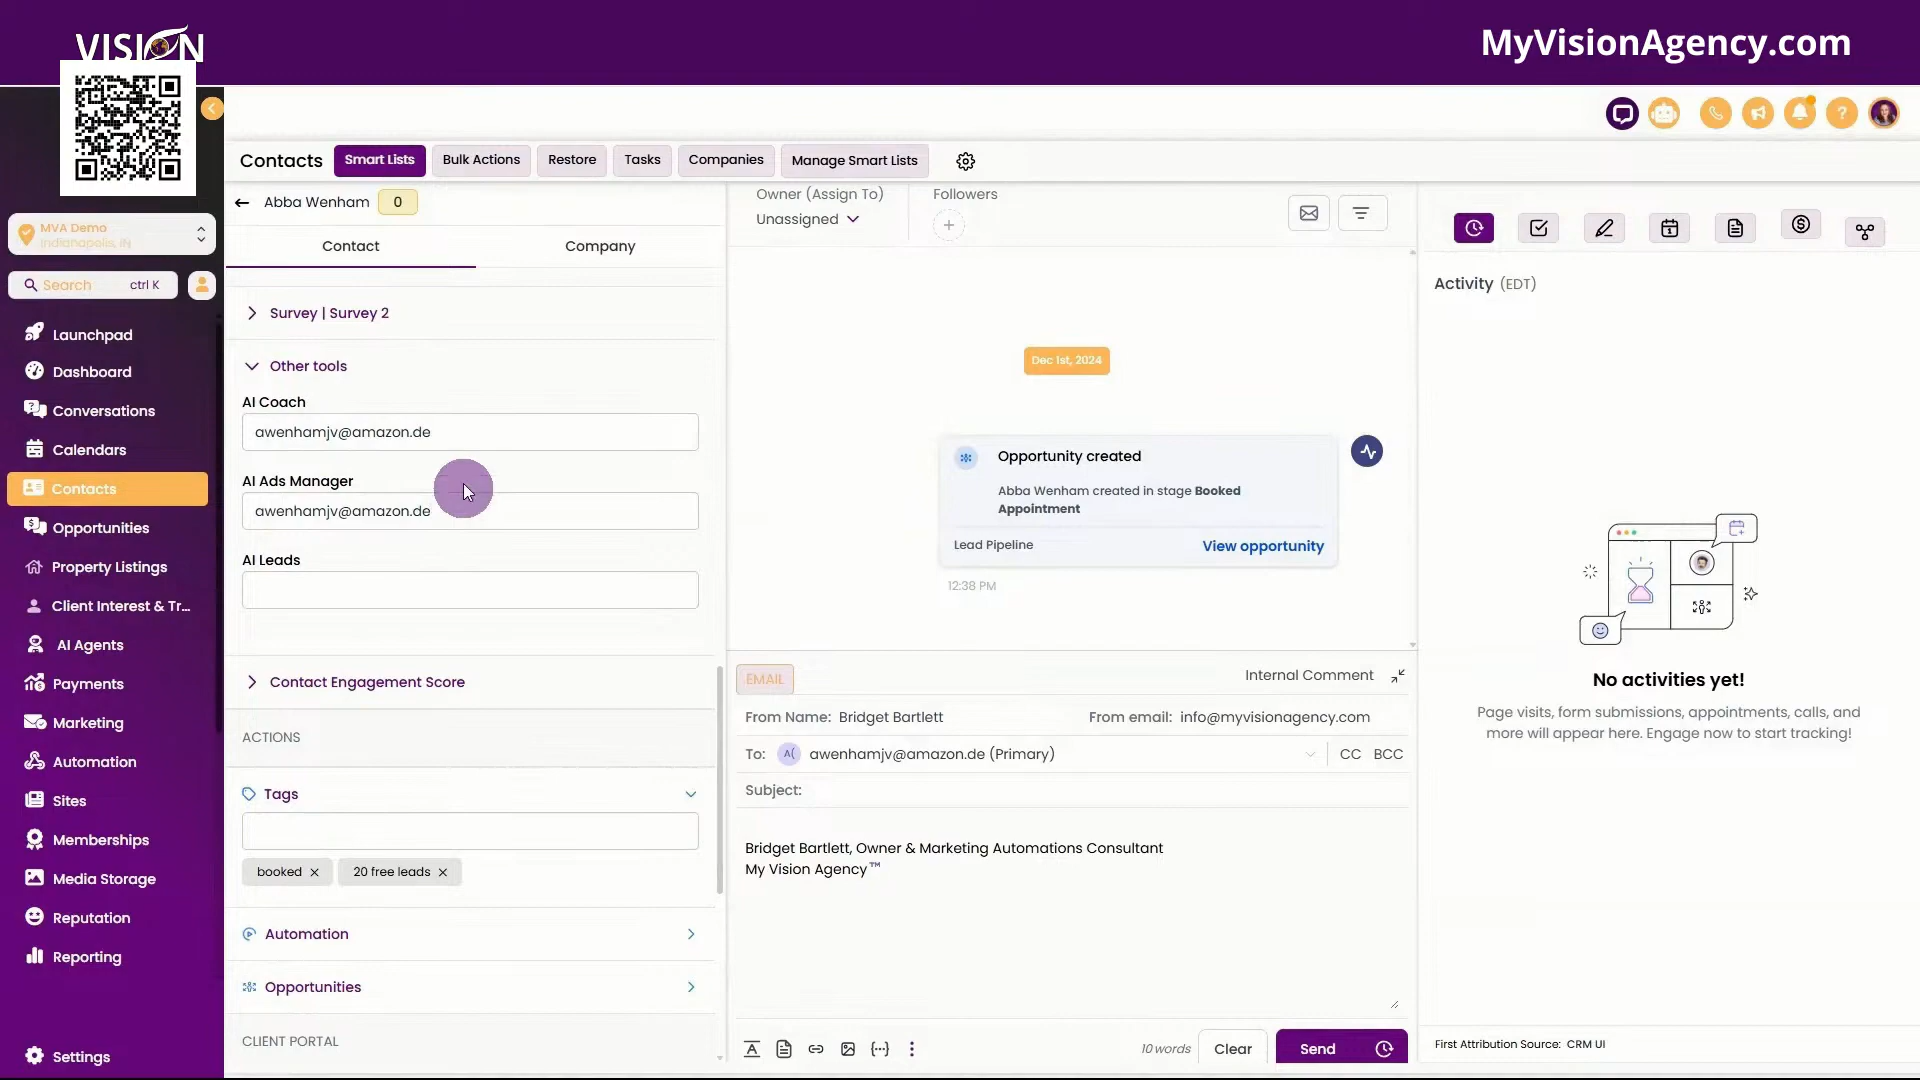 VISION
MyVisionAgency.com
MVA Demo
Indianapolis, IN
Search
ctrl K
Launchpad
Dashboard
Conversations
Calendars
Contacts
Opportunities
Property Listings
Client Interest & Tr...
AI Agents
Payments
Marketing
Automation
Sites
Memberships
Media Storage
Reputation
Reporting
Settings
Contacts
Smart Lists
Bulk Actions
Restore
Tasks
Companies
Manage Smart Lists
Abba Wenham
0
Contact
Company
Survey | Survey 2
Other tools
AI Coach
awenhamjv@amazon.de
AI Ads Manager
awenhamjv@amazon.de
AI Leads
Contact Engagement Score
ACTIONS
Tags
booked
20 free leads
Automation
Opportunities
CLIENT PORTAL
Owner (Assign To)
Unassigned
Followers
Dec 1st, 2024
Opportunity created
Abba Wenham created in stage Booked
Appointment
Lead Pipeline
View opportunity
12:38 PM
EMAIL
Internal Comment
From Name: Bridget Bartlett
From email: info@myvisionagency.com
To: A( awenhamjv@amazon.de (Primary)
CC BCC
Subject:
Bridget Bartlett, Owner & Marketing Automations Consultant
My Vision Agency™
10 words
Clear
Send
Activity (EDT)
No activities yet!
Page visits, form submissions, appointments, calls, and
more will appear here. Engage now to start tracking!
First Attribution Source: CRM UI